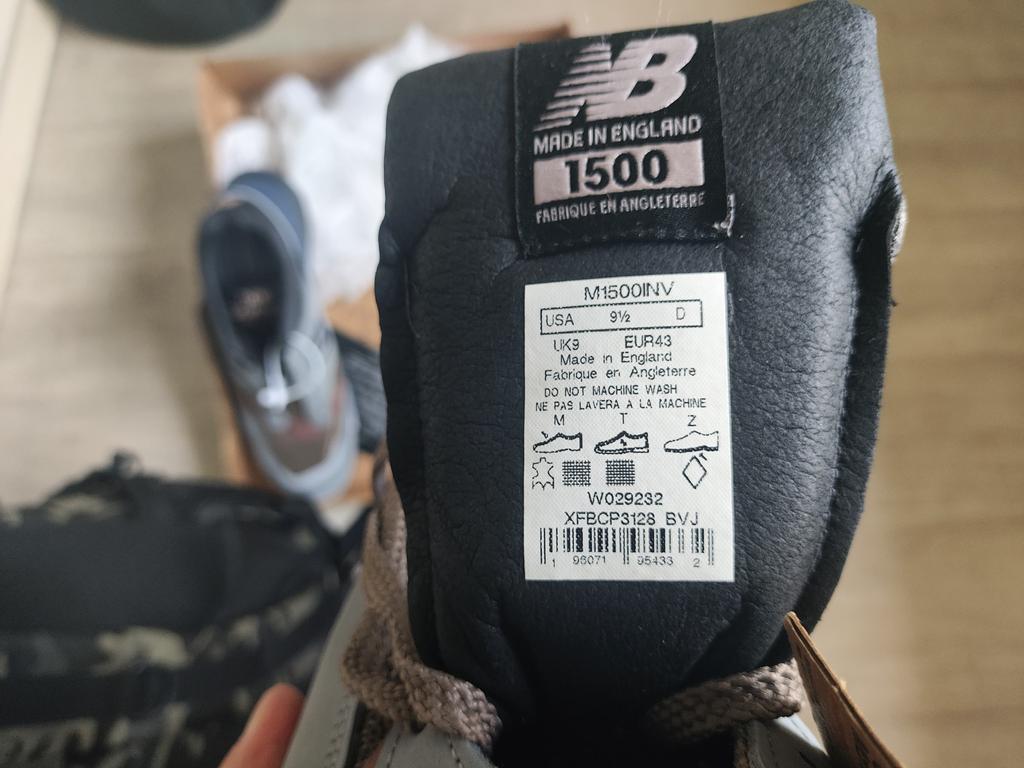 NB
MADE IN ENGLAND
1500
FABRIQUE EN ANGLETERRE
M1500INV
USA 9½ D
UK9 EUR43
Made in England
Fabrique en Angleterre
DO NOT MACHINE WASH
NE PAS LAVERA A LA MACHINE
M T Z
W029232
XFBCP3128 BVJ
1 96071 95433 2